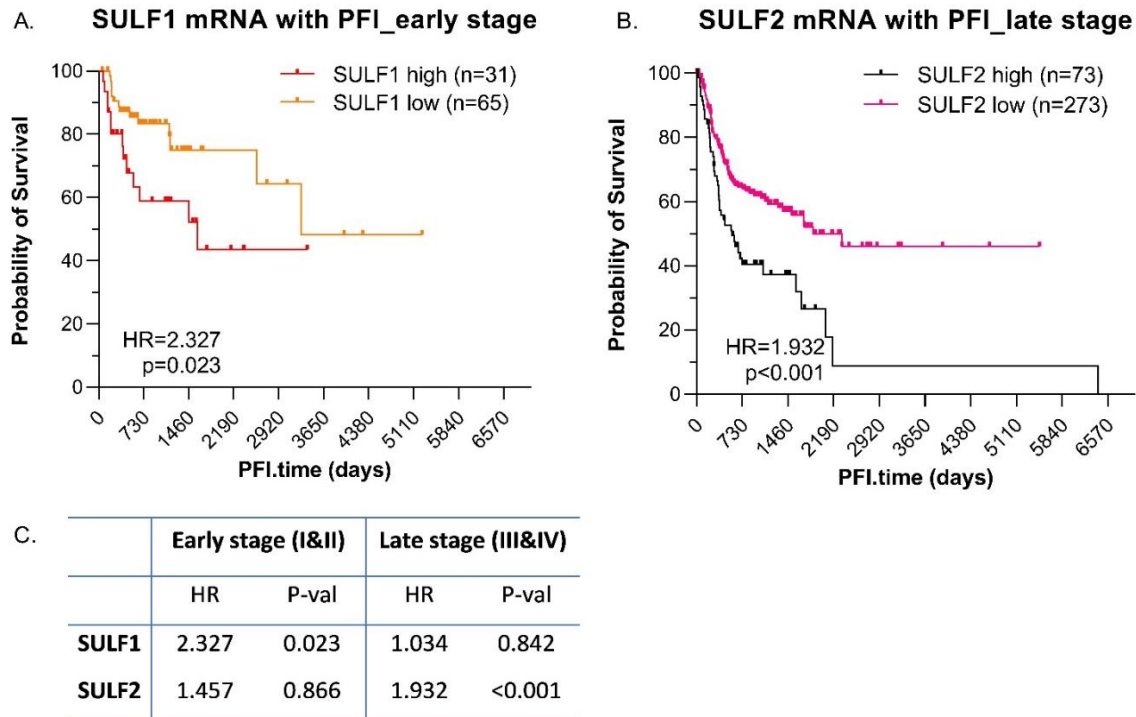 A. SULF1 mRNA with PFI_early stage
SULF1 high (n=31)
SULF1 low (n=65)
Probability of Survival
100
80
60
40
20
0
HR=2.327
p=0.023
0 730 1460 2190 2920 3650 4380 5110 5840 6570
PFI.time (days)
B. SULF2 mRNA with PFI_late stage
SULF2 high (n=73)
SULF2 low (n=273)
Probability of Survival
100
80
60
40
20
0
HR=1.932
p<0.001
0 730 1460 2190 2920 3650 4380 5110 5840 6570
PFI.time (days)
C.
Early stage (I&II) Late stage (III&IV)
HR P-val HR P-val
SULF1 2.327 0.023 1.034 0.842
SULF2 1.457 0.866 1.932 <0.001